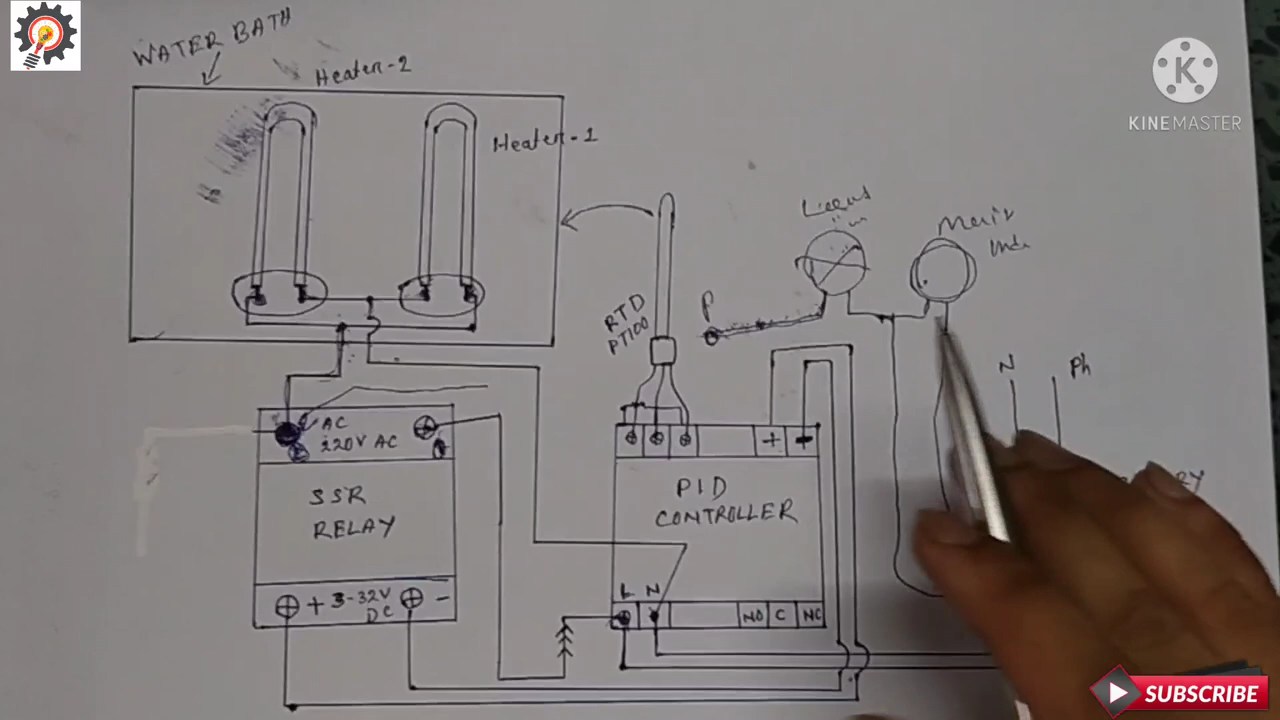 WATER BATH
Heater-2
Heater-1
KINEMASTER
RTD
PT100
P
N
Ph
AC
220V AC
SSR
RELAY
+ 3-32V
DC
-
PID
CONTROLLER
+
L
N
NO
C
NC
SUBSCRIBE